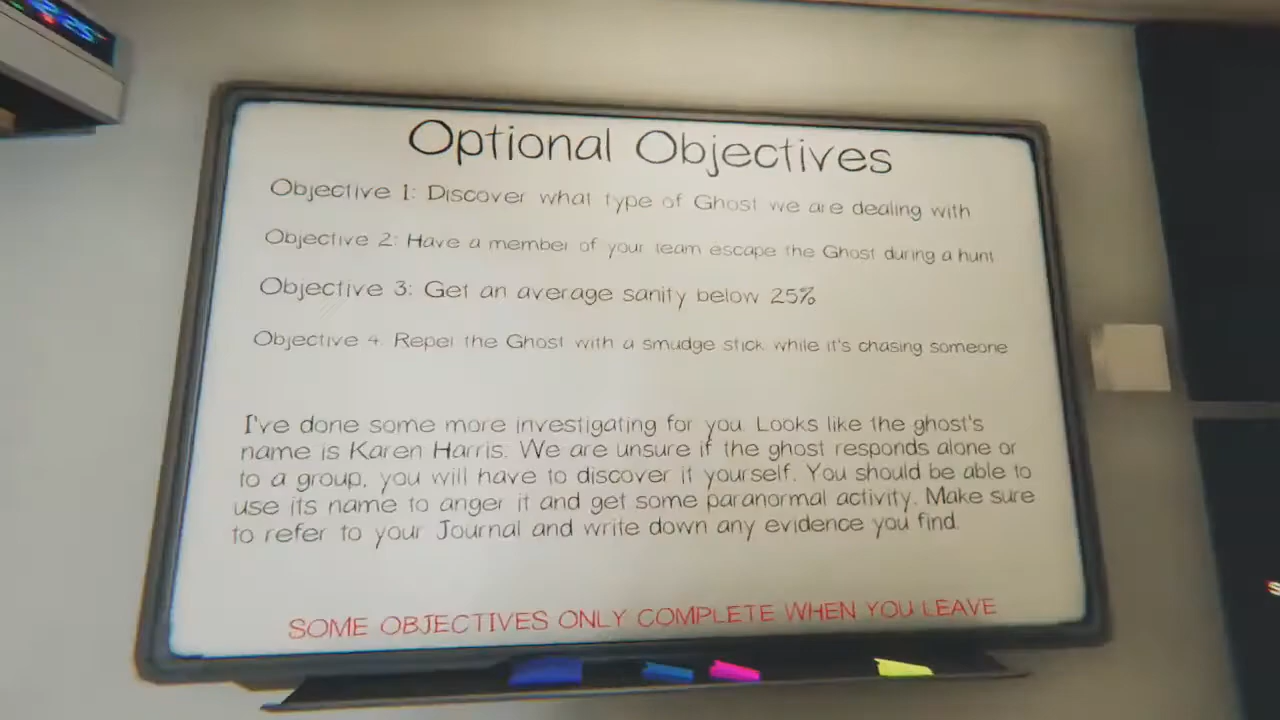 Optional Objectives
Objective 1: Discover what type of Ghost we are dealing with
Objective 2: Have a member of your team escape the Ghost during a hunt
Objective 3: Get an average sanity below 25%
Objective 4: Repel the Ghost with a smudge stick while it's chasing someone
I've done some more investigating for you. Looks like the ghost's
name is Karen Harris. We are unsure if the ghost responds alone or
to a group, you will have to discover it yourself. You should be able to
use its name to anger it and get some paranormal activity. Make sure
to refer to your Journal and write down any evidence you find.
SOME OBJECTIVES ONLY COMPLETE WHEN YOU LEAVE